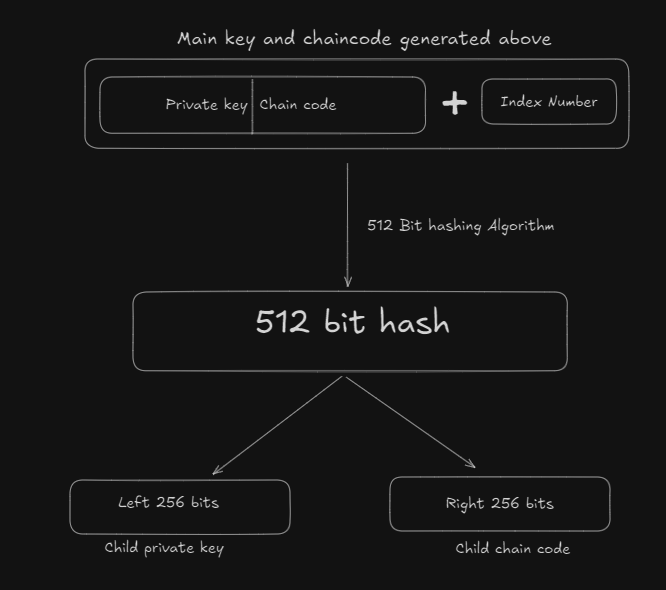 Main key and chaincode generated above
Private key
Chain code
+
Index Number
512 Bit hashing Algorithm
512 bit hash
Left 256 bits
Right 256 bits
Child private key
Child chain code